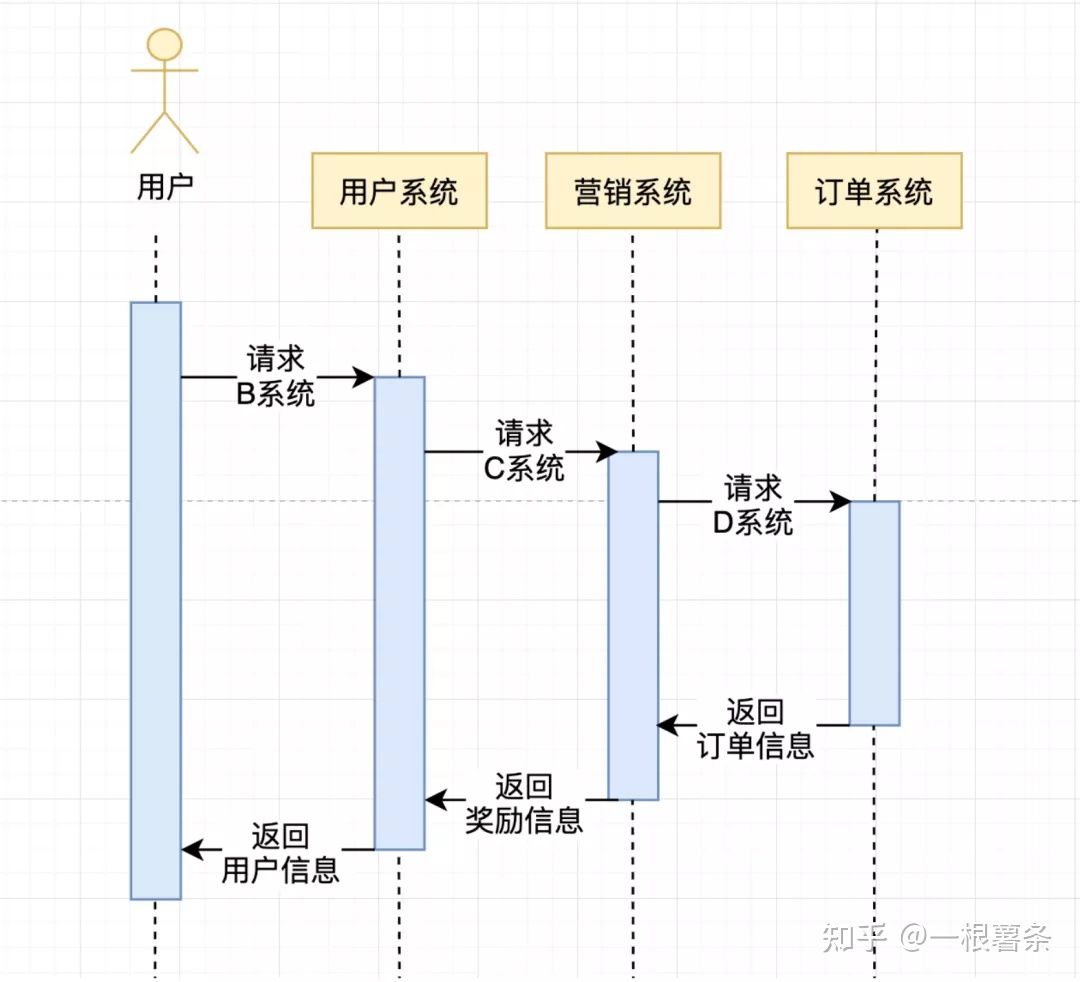 用户
用户系统
营销系统
订单系统
请求
B系统
请求
C系统
请求
D系统
返回
订单信息
返回
奖励信息
返回
用户信息
知乎 @一根薯条